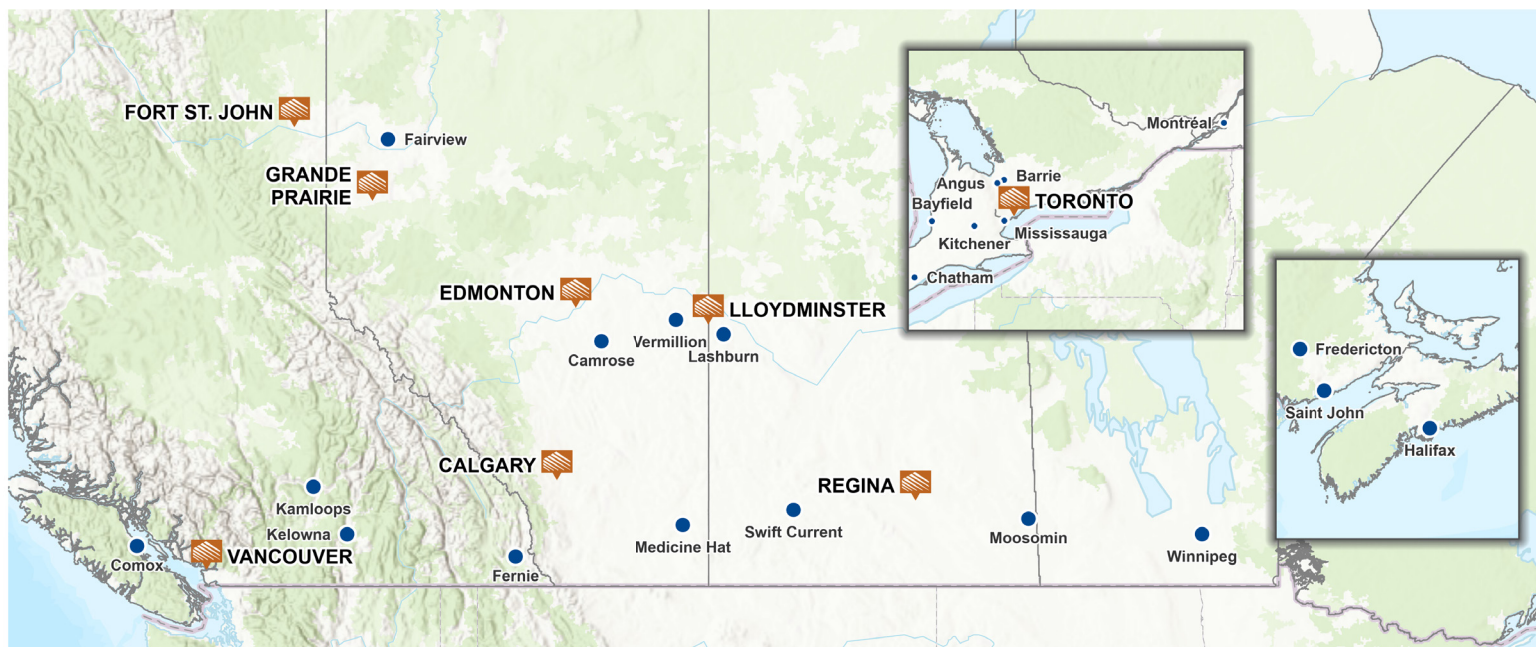 FORT ST. JOHN
Fairview
GRANDE
PRAIRIE
EDMONTON
LLOYDMINSTER
Vermillion
Lashburn
Camrose
CALGARY
REGINA
Kamloops
Kelowna
Comox
VANCOUVER
Fernie
Medicine Hat
Swift Current
Moosomin
Winnipeg
Montréal
Barrie
Angus
TORONTO
Bayfield
Mississauga
Kitchener
Chatham
Fredericton
Saint John
Halifax